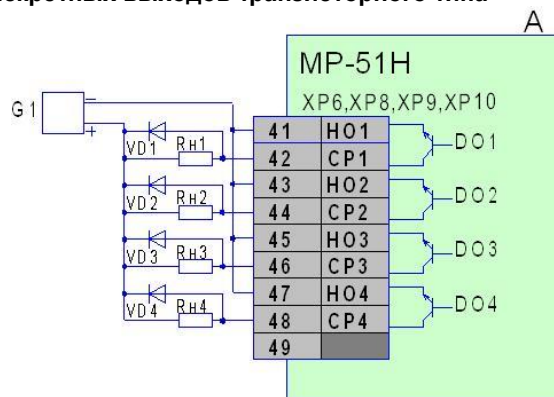 дискретных выходов транзисторного типа
A
MP-51H
XP6,XP8,XP9,XP10
G1
−
+
41 HO1
VD1 Rн1 42 CP1 DO1
43 HO2
VD2 Rн2 44 CP2 DO2
45 HO3
VD3 Rн3 46 CP3 DO3
47 HO4
VD4 Rн4 48 CP4 DO4
49